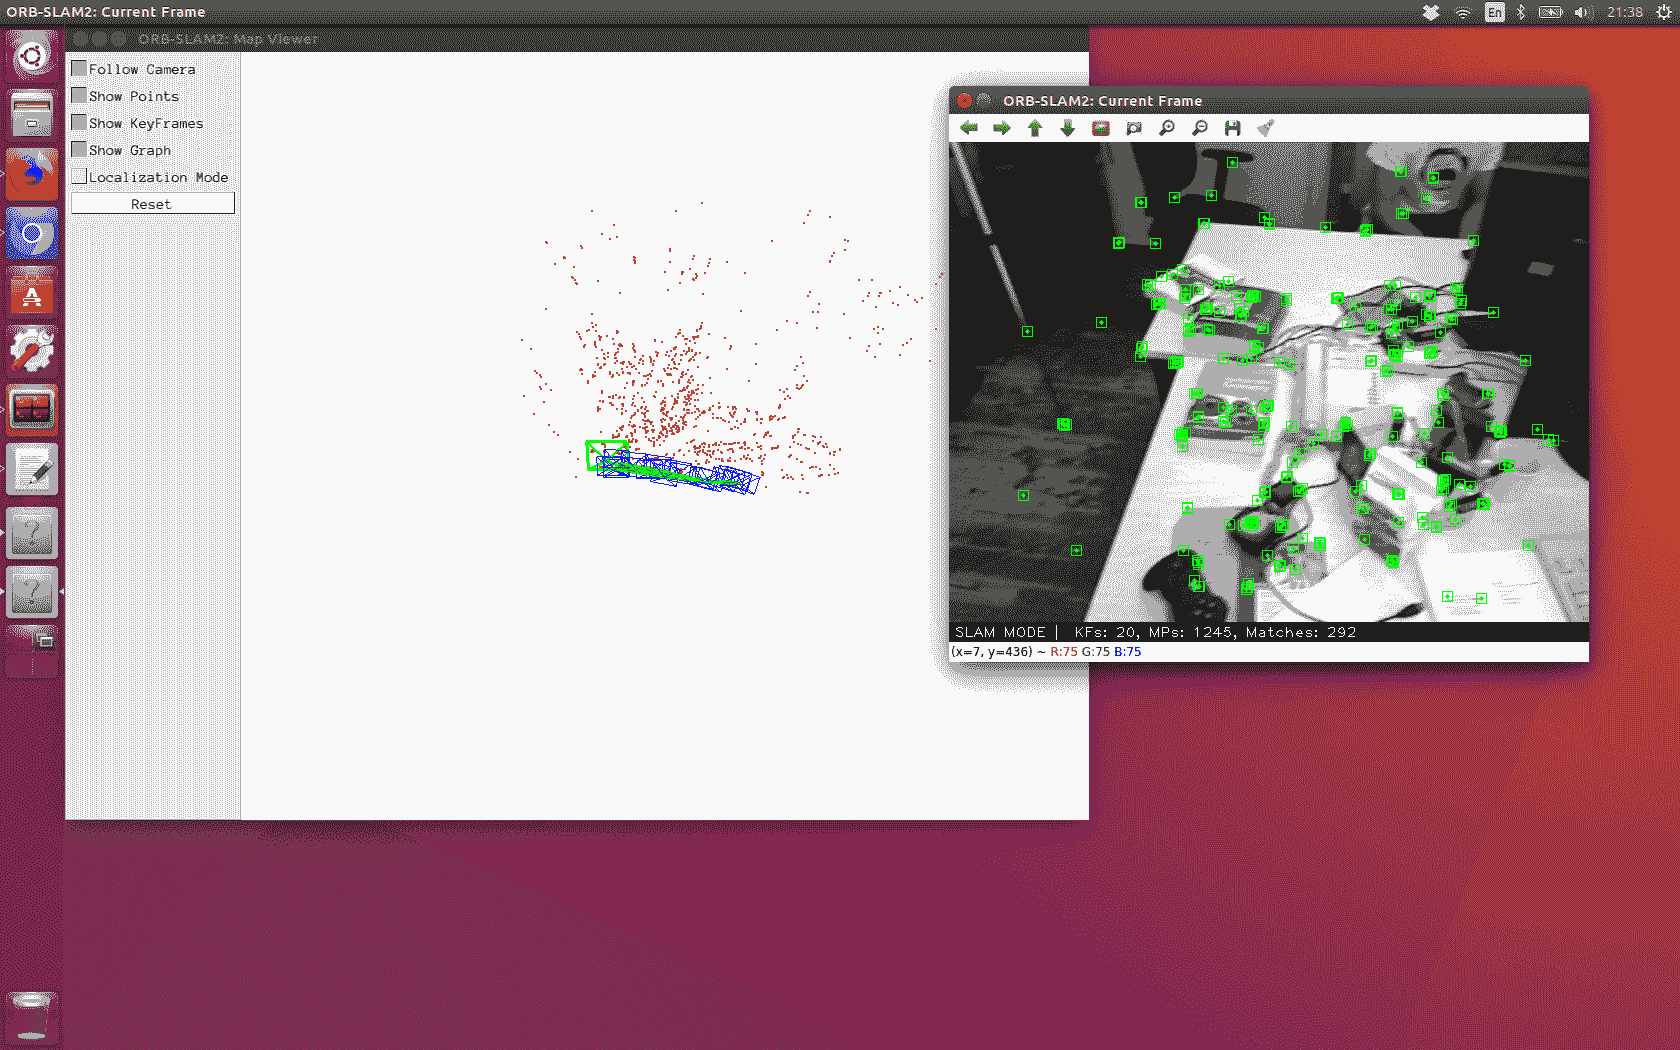 ORB-SLAM2: Current Frame
En
21:38
ORB-SLAM2: Map Viewer
Follow Camera
Show Points
Show KeyFrames
Show Graph
Localization Mode
Reset
ORB-SLAM2: Current Frame
SLAM MODE | KFs: 20, MPs: 1245, Matches: 292
(x=7, y=436) ~ R:75 G:75 B:75